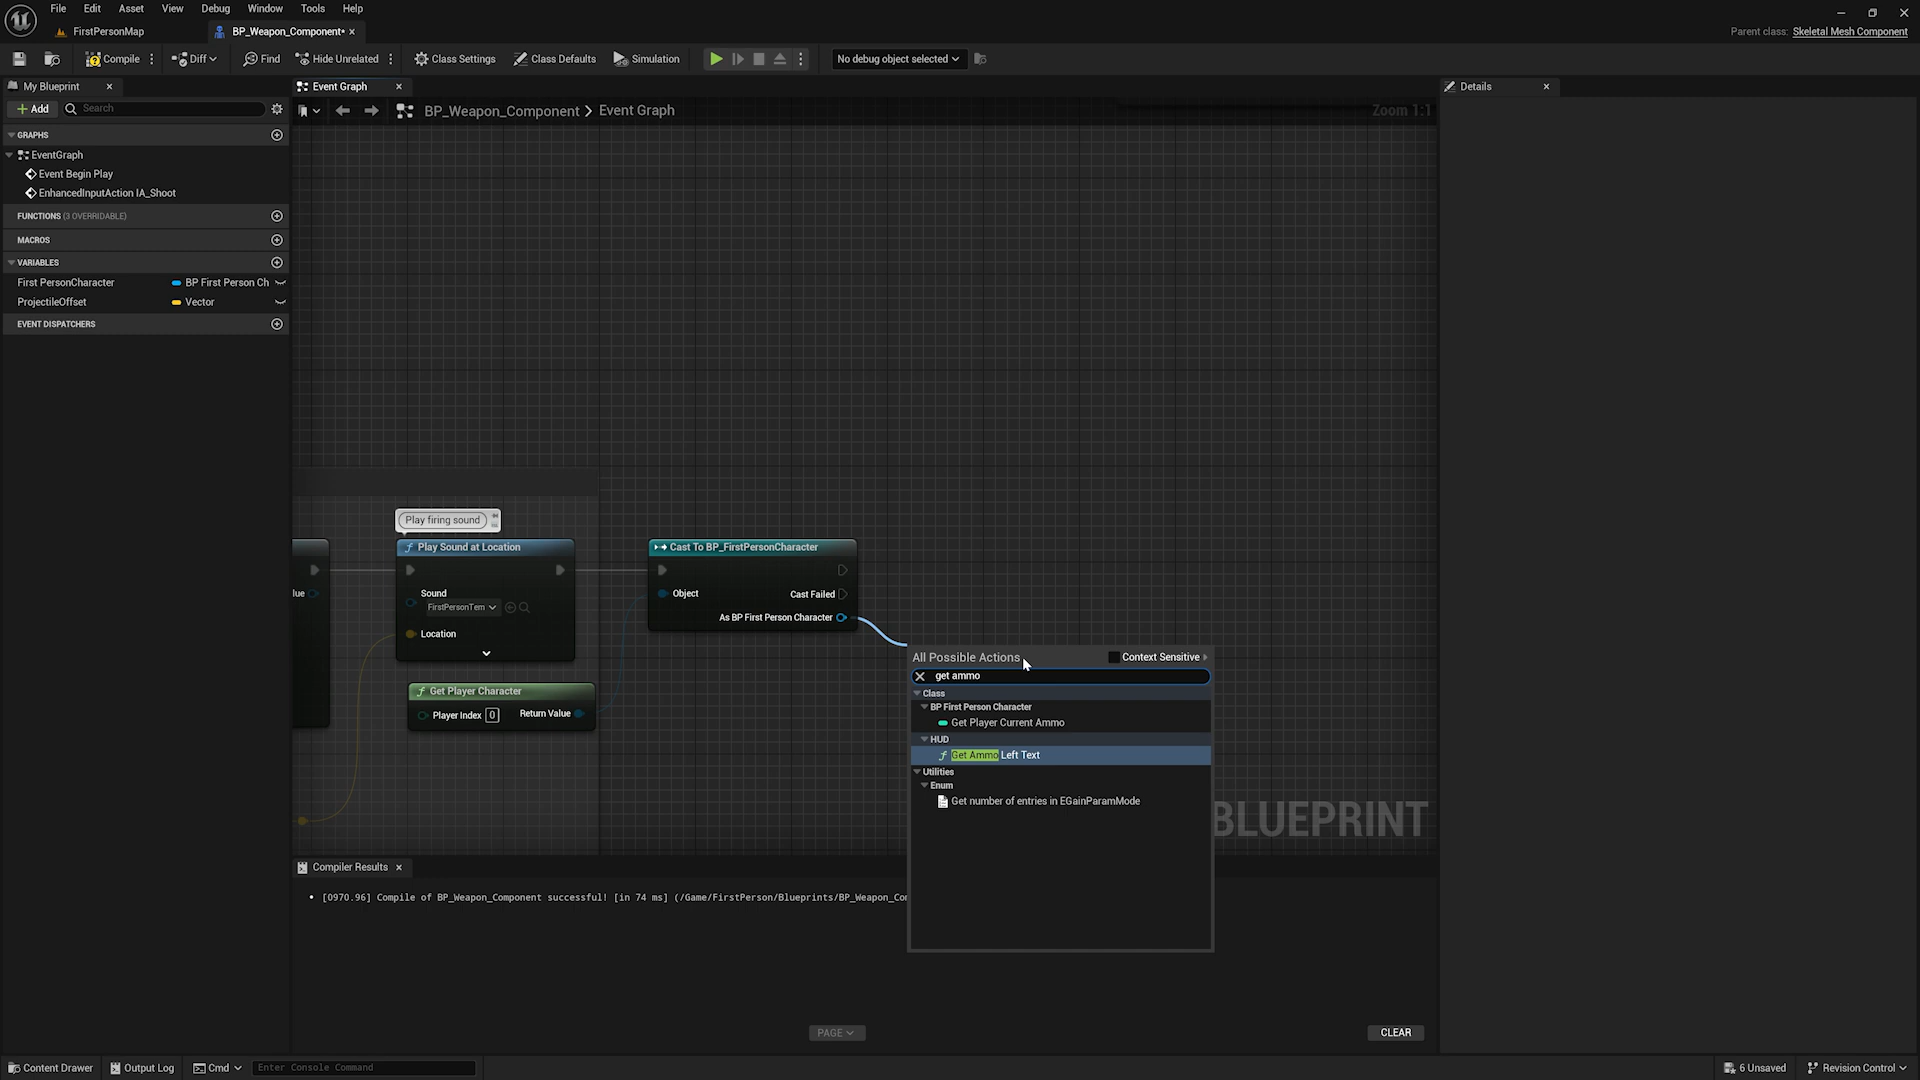 File Edit Asset View Debug Window Tools Help
FirstPersonMap
BP_Weapon_Component*
Parent class: Skeletal Mesh Component
Compile
Diff
Find
Hide Unrelated
Class Settings
Class Defaults
Simulation
No debug object selected
My Blueprint
Event Graph
Details
Add
Search
BP_Weapon_Component > Event Graph
Zoom 1:1
GRAPHS
EventGraph
Event Begin Play
EnhancedInputAction IA_Shoot
FUNCTIONS (3 OVERRIDABLE)
MACROS
VARIABLES
First PersonCharacter
BP First Person Ch
ProjectileOffset
Vector
EVENT DISPATCHERS
Play firing sound
Play Sound at Location
Sound
FirstPersonTem
Location
lue
Cast To BP_FirstPersonCharacter
Object
Cast Failed
As BP First Person Character
Get Player Character
Player Index 0
Return Value
All Possible Actions
Context Sensitive
get ammo
Class
BP First Person Character
Get Player Current Ammo
HUD
Get Ammo Left Text
Utilities
Enum
Get number of entries in EGainParamMode
BLUEPRINT
Compiler Results
[0970.96] Compile of BP_Weapon_Component successful! [in 74 ms] (/Game/FirstPerson/Blueprints/BP_Weapon_Co
PAGE
CLEAR
Content Drawer
Output Log
Cmd
Enter Console Command
6 Unsaved
Revision Control